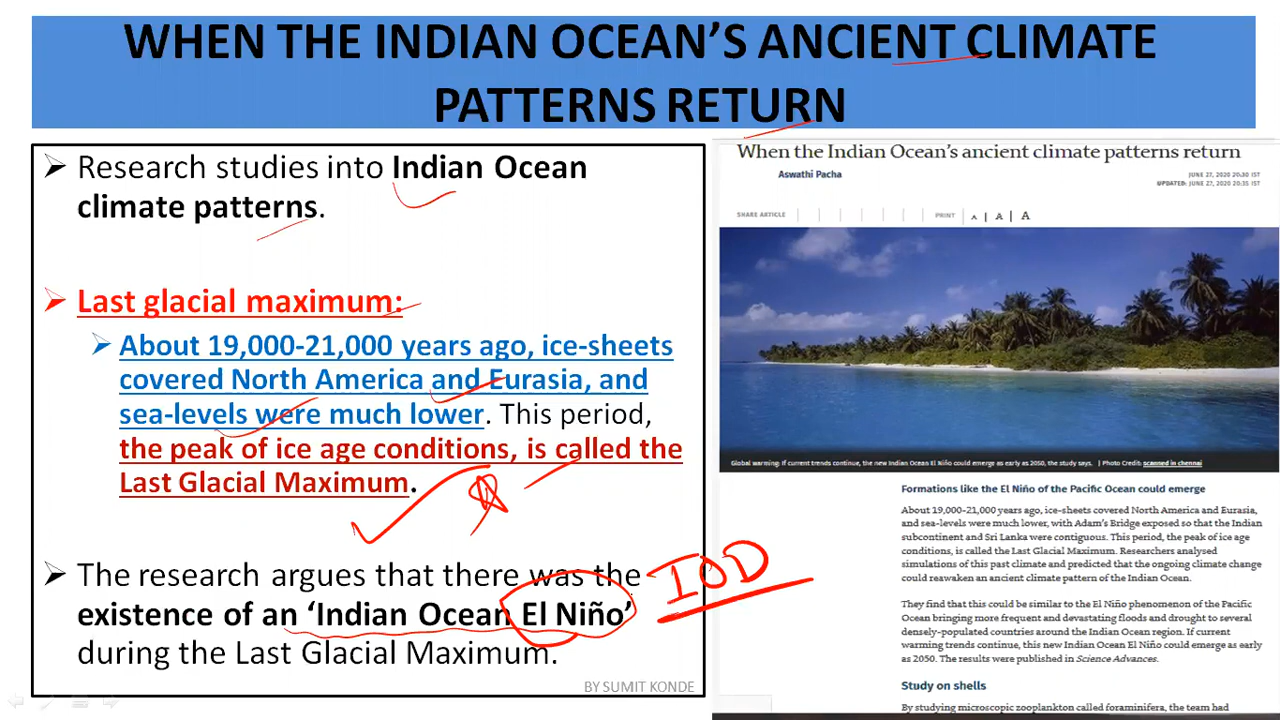 WHEN THE INDIAN OCEAN'S ANCIENT CLIMATE
PATTERNS RETURN
Research studies into Indian Ocean
climate patterns.
Last glacial maximum:
About 19,000-21,000 years ago, ice-sheets
covered North America and Eurasia, and
sea-levels were much lower. This period,
the peak of ice age conditions, is called the
Last Glacial Maximum.
The research argues that there was the
existence of an ‘Indian Ocean El Niño’
during the Last Glacial Maximum.
IOD
BY SUMIT KONDE
When the Indian Ocean's ancient climate patterns return
Aswathi Pacha
JUNE 27, 2020 20:30 IST
UPDATED: JUNE 27, 2020 20:35 IST
SHARE ARTICLE
PRINT A A A
Global warming: If current trends continue, the new Indian Ocean El Niño could emerge as early as 2050, the study says. | Photo Credit: scanned in chennai
Formations like the El Niño of the Pacific Ocean could emerge
About 19,000-21,000 years ago, ice-sheets covered North America and Eurasia,
and sea-levels were much lower, with Adam's Bridge exposed so that the Indian
subcontinent and Sri Lanka were contiguous. This period, the peak of ice age
conditions, is called the Last Glacial Maximum. Researchers analysed
simulations of this past climate and predicted that the ongoing climate change
could reawaken an ancient climate pattern of the Indian Ocean.
They find that this could be similar to the El Niño phenomenon of the Pacific
Ocean bringing more frequent and devastating floods and drought to several
densely-populated countries around the Indian Ocean region. If current
warming trends continue, this new Indian Ocean El Niño could emerge as early
as 2050. The results were published in Science Advances.
Study on shells
By studying microscopic zooplankton called foraminifera, the team had